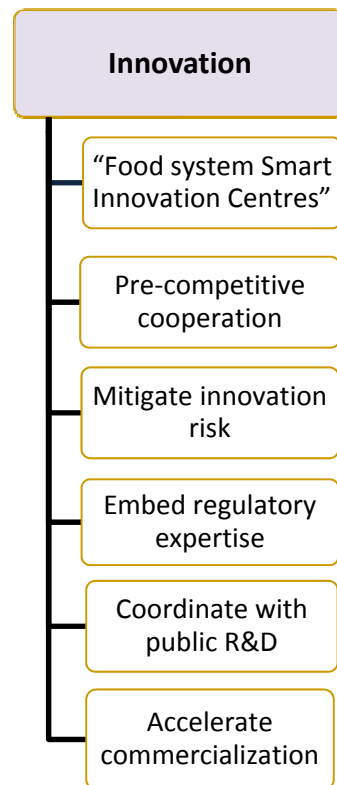 Innovation
“Food system Smart
Innovation Centres”
Pre-competitive
cooperation
Mitigate innovation
risk
Embed regulatory
expertise
Coordinate with
public R&D
Accelerate
commercialization